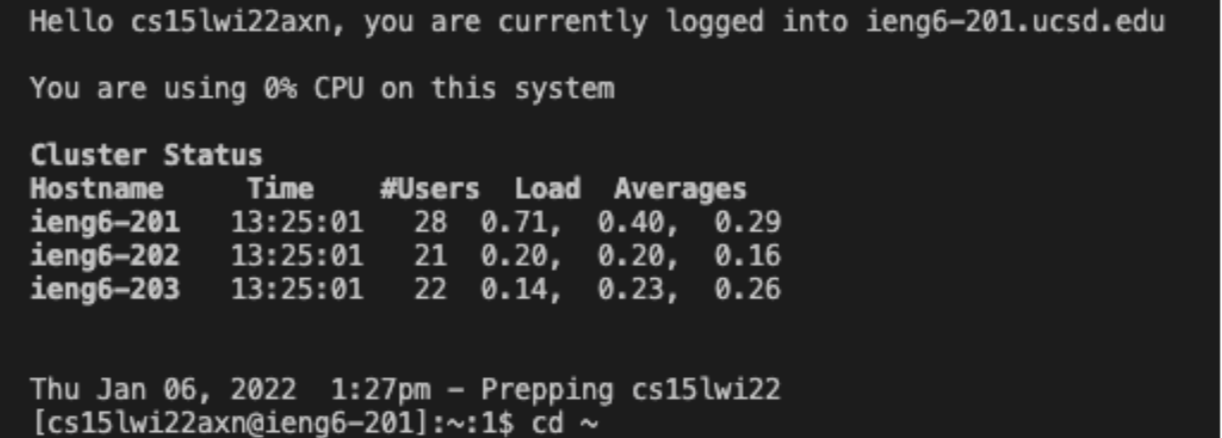 Hello cs15lwi22axn, you are currently logged into ieng6-201.ucsd.edu
You are using 0% CPU on this system
Cluster Status
Hostname     Time    #Users  Load  Averages
ieng6-201   13:25:01   28  0.71,  0.40,  0.29
ieng6-202   13:25:01   21  0.20,  0.20,  0.16
ieng6-203   13:25:01   22  0.14,  0.23,  0.26
Thu Jan 06, 2022  1:27pm - Prepping cs15lwi22
[cs15lwi22axn@ieng6-201]:~:1$ cd ~